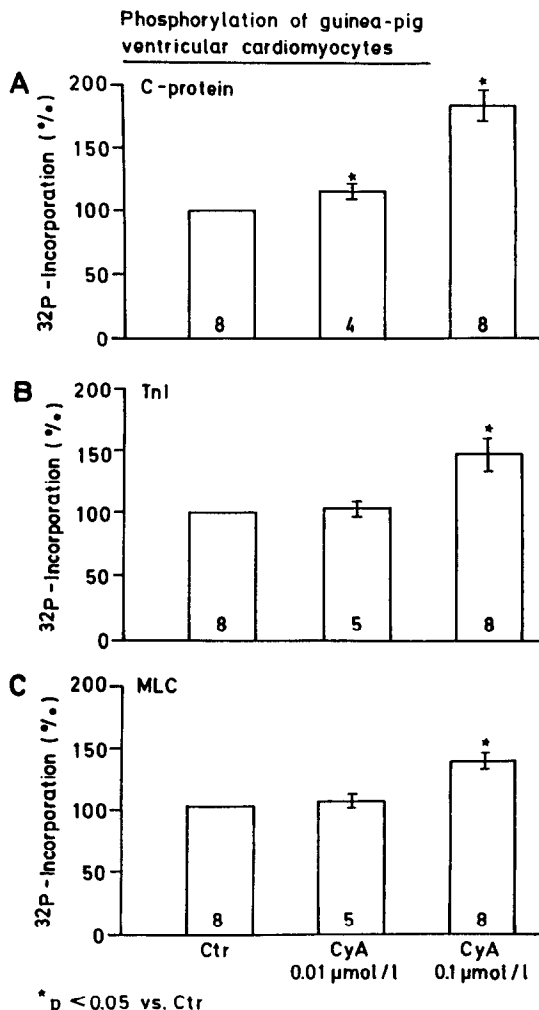 Phosphorylation of guinea-pig
ventricular cardiomyocytes
A
C-protein
32P-Incorporation (%)
200
150
100
50
0
*
*
8
4
8
B
TnI
32P-Incorporation (%)
200
150
100
50
0
*
8
5
8
C
MLC
32P-Incorporation (%)
200
150
100
50
0
*
8
5
8
Ctr
CyA
0.01 µmol/l
CyA
0.1 µmol/l
*p <0.05 vs. Ctr